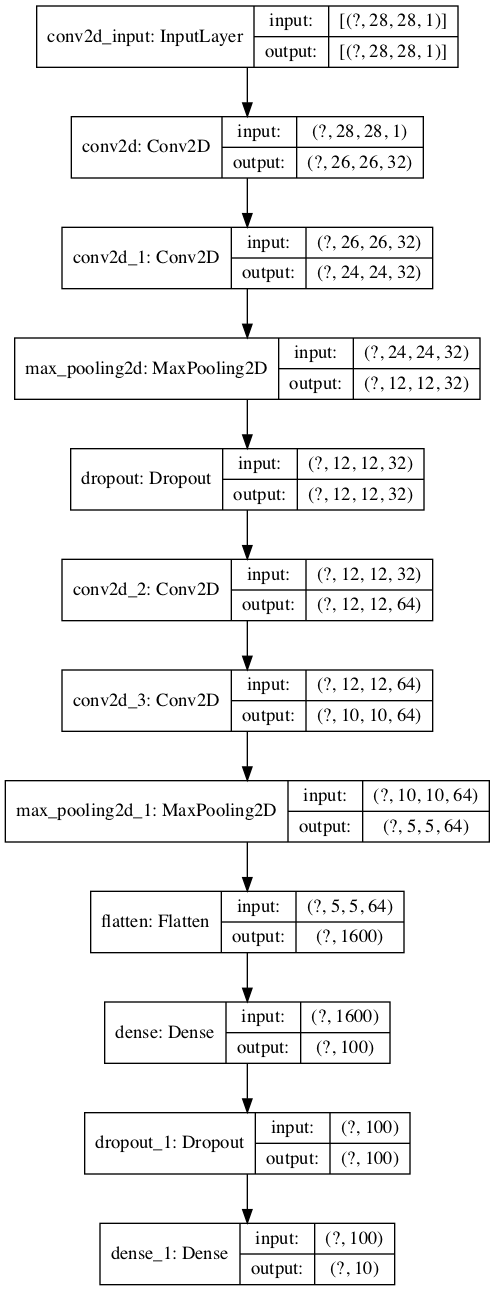 conv2d_input: InputLayer input: [(?, 28, 28, 1)]
output: [(?, 28, 28, 1)]
conv2d: Conv2D input: (?, 28, 28, 1)
output: (?, 26, 26, 32)
conv2d_1: Conv2D input: (?, 26, 26, 32)
output: (?, 24, 24, 32)
max_pooling2d: MaxPooling2D input: (?, 24, 24, 32)
output: (?, 12, 12, 32)
dropout: Dropout input: (?, 12, 12, 32)
output: (?, 12, 12, 32)
conv2d_2: Conv2D input: (?, 12, 12, 32)
output: (?, 12, 12, 64)
conv2d_3: Conv2D input: (?, 12, 12, 64)
output: (?, 10, 10, 64)
max_pooling2d_1: MaxPooling2D input: (?, 10, 10, 64)
output: (?, 5, 5, 64)
flatten: Flatten input: (?, 5, 5, 64)
output: (?, 1600)
dense: Dense input: (?, 1600)
output: (?, 100)
dropout_1: Dropout input: (?, 100)
output: (?, 100)
dense_1: Dense input: (?, 100)
output: (?, 10)